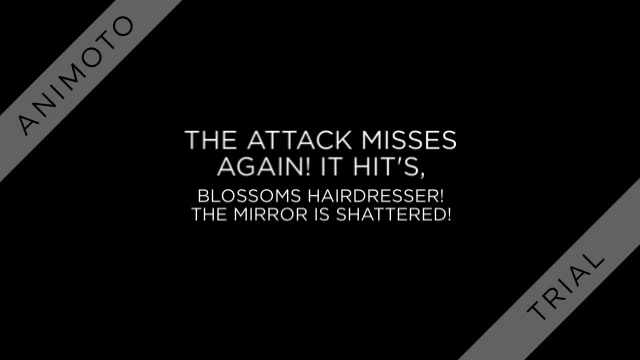 ANIMOTO
THE ATTACK MISSES
AGAIN! IT HIT'S,
BLOSSOMS HAIRDRESSER!
THE MIRROR IS SHATTERED!
TRIAL